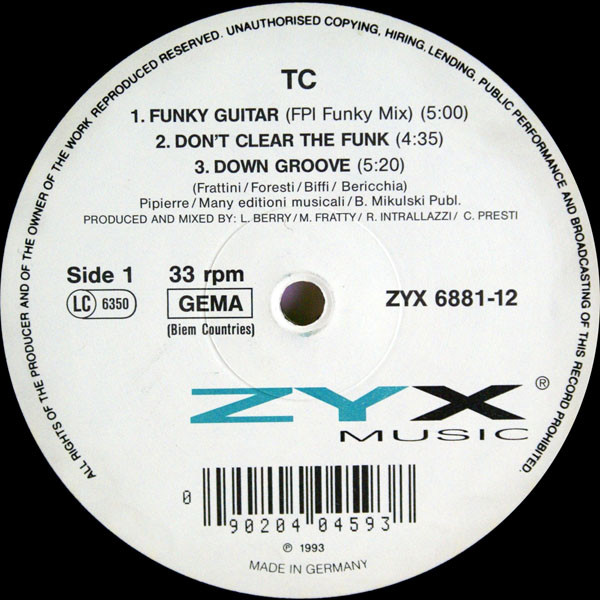 ALL RIGHTS OF THE PRODUCER AND OF THE OWNER OF THE WORK REPRODUCED RESERVED. UNAUTHORISED COPYING, HIRING, LENDING, PUBLIC PERFORMANCE AND BROADCASTING OF THIS RECORD PROHIBITED.
TC
1. FUNKY GUITAR (FPI Funky Mix) (5:00)
2. DON'T CLEAR THE FUNK (4:35)
3. DOWN GROOVE (5:20)
(Frattini/Foresti/Biffi/Bericchia)
Pipierre/Many editioni musicali/B. Mikulski Publ.
PRODUCED AND MIXED BY: L. BERRY/M. FRATTY/R. INTRALLAZZI/ C. PRESTI
Side 1 33 rpm
LC 6350 GEMA ZYX 6881-12
(Biem Countries)
ZYX ®
MUSIC
0 90204 04593
℗ 1993
MADE IN GERMANY